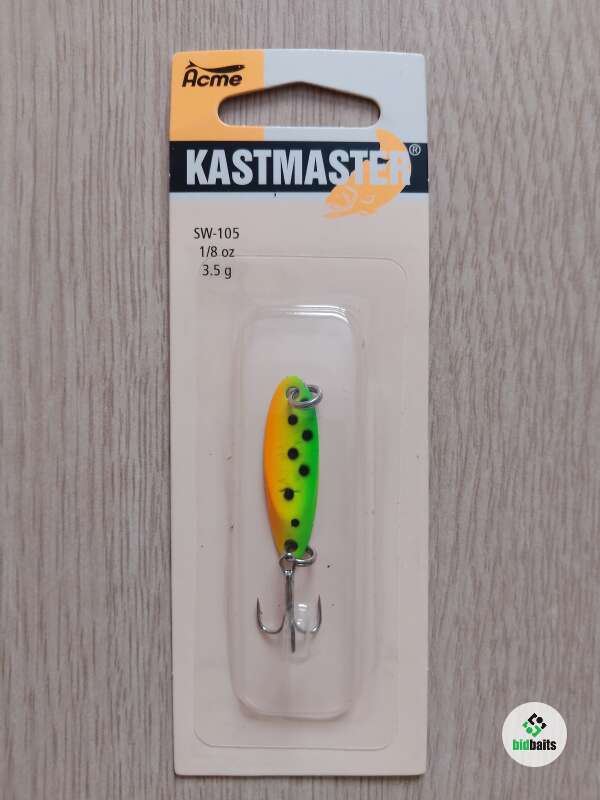 Acme
KASTMASTER®
SW-105
1/8 oz
3.5 g
bidbaits